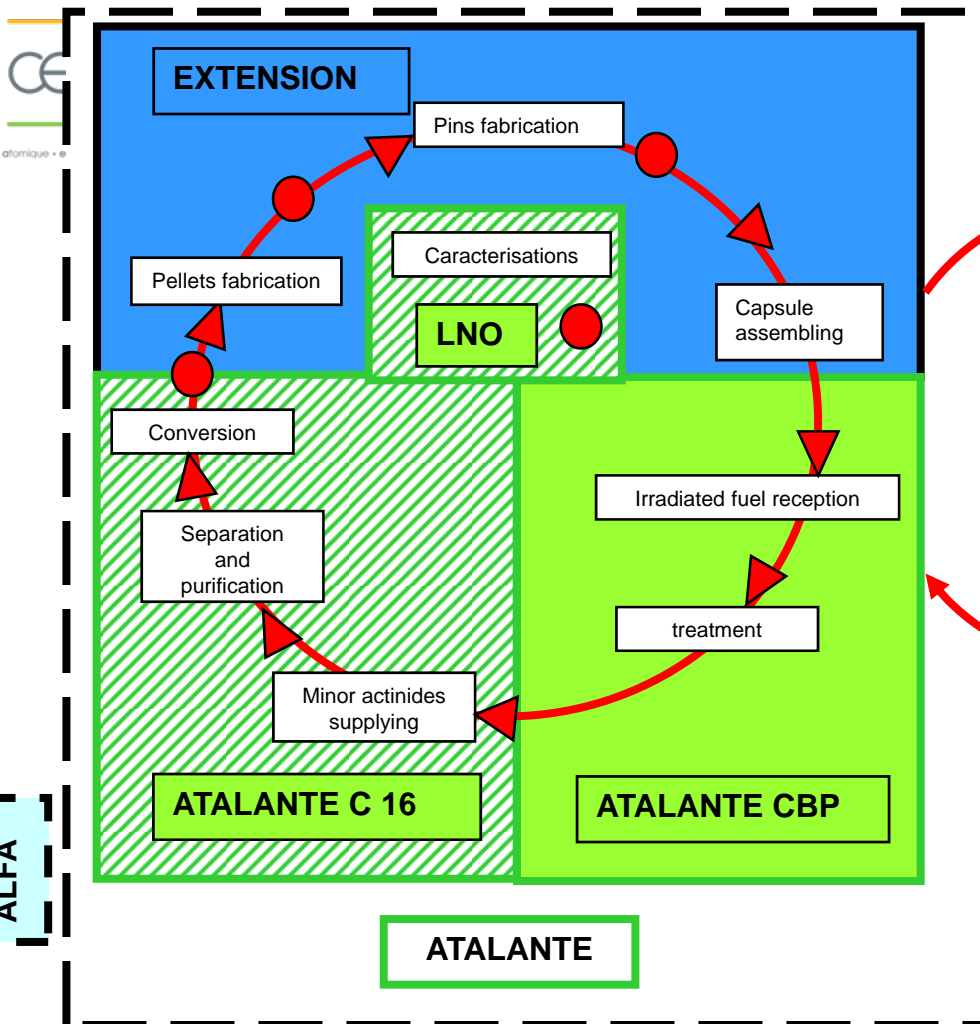 EXTENSION
Pins fabrication
Caracterisations
Pellets fabrication
LNO
Capsule
assembling
Conversion
Irradiated fuel reception
Separation
and
purification
treatment
Minor actinides
supplying
ATALANTE C 16
ATALANTE CBP
ALFA
ATALANTE
atomique • e